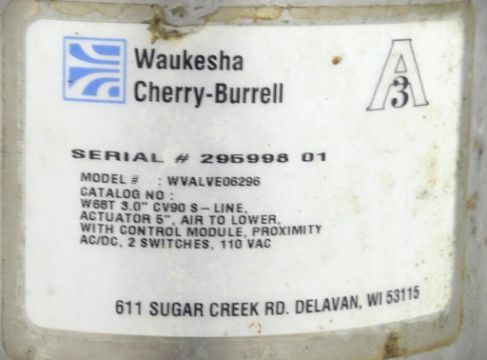 Waukesha
Cherry-Burrell
A
3
SERIAL # 295998 01
MODEL # : WVALVE06296
CATALOG NO :
W68T 3.0" CV90 S-LINE,
ACTUATOR 5", AIR TO LOWER,
WITH CONTROL MODULE, PROXIMITY
AC/DC, 2 SWITCHES, 110 VAC
611 SUGAR CREEK RD. DELAVAN, WI 53115